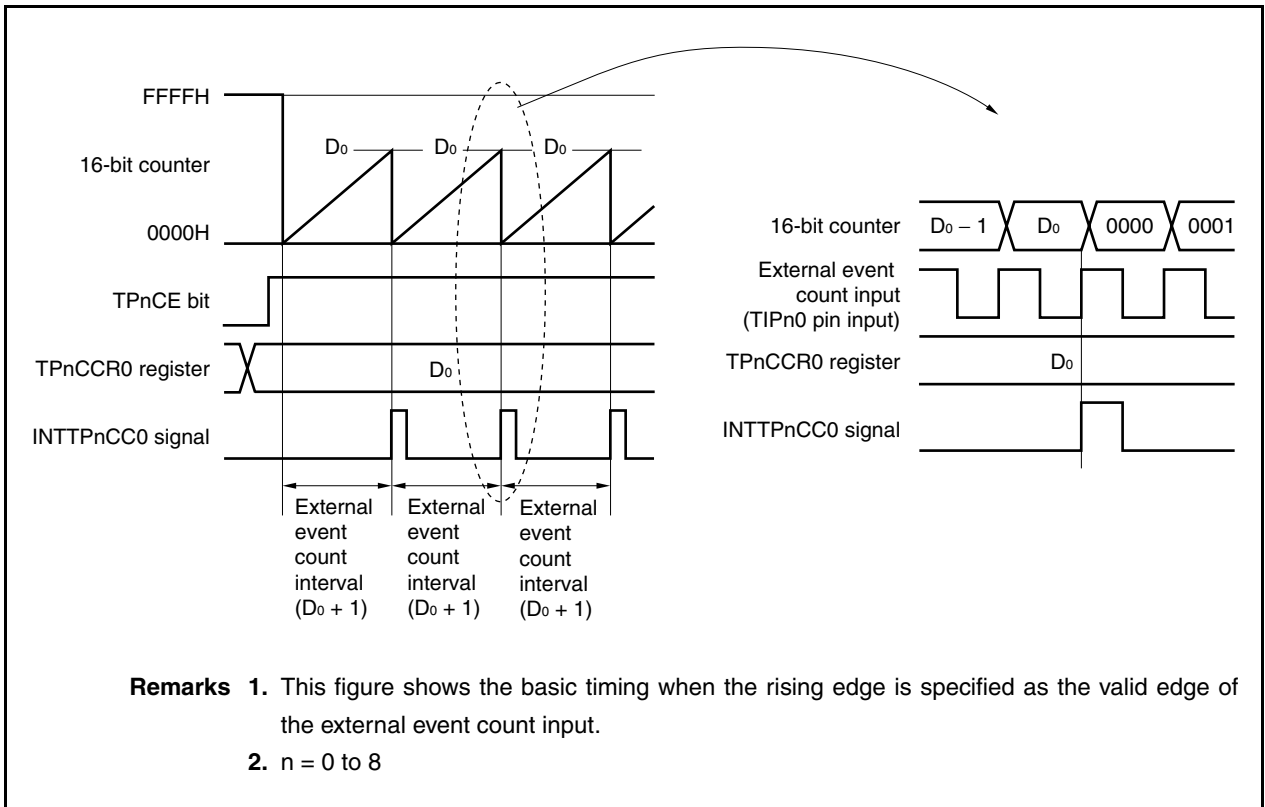 FFFFH
16-bit counter
0000H
D0
D0
D0
TPnCE bit
TPnCCR0 register
D0
INTTPnCC0 signal
External
event
count
interval
(D0 + 1)
External
event
count
interval
(D0 + 1)
External
event
count
interval
(D0 + 1)
16-bit counter
D0 – 1
D0
0000
0001
External event
count input
(TIPn0 pin input)
TPnCCR0 register
D0
INTTPnCC0 signal
Remarks 1. This figure shows the basic timing when the rising edge is specified as the valid edge of
the external event count input.
2. n = 0 to 8